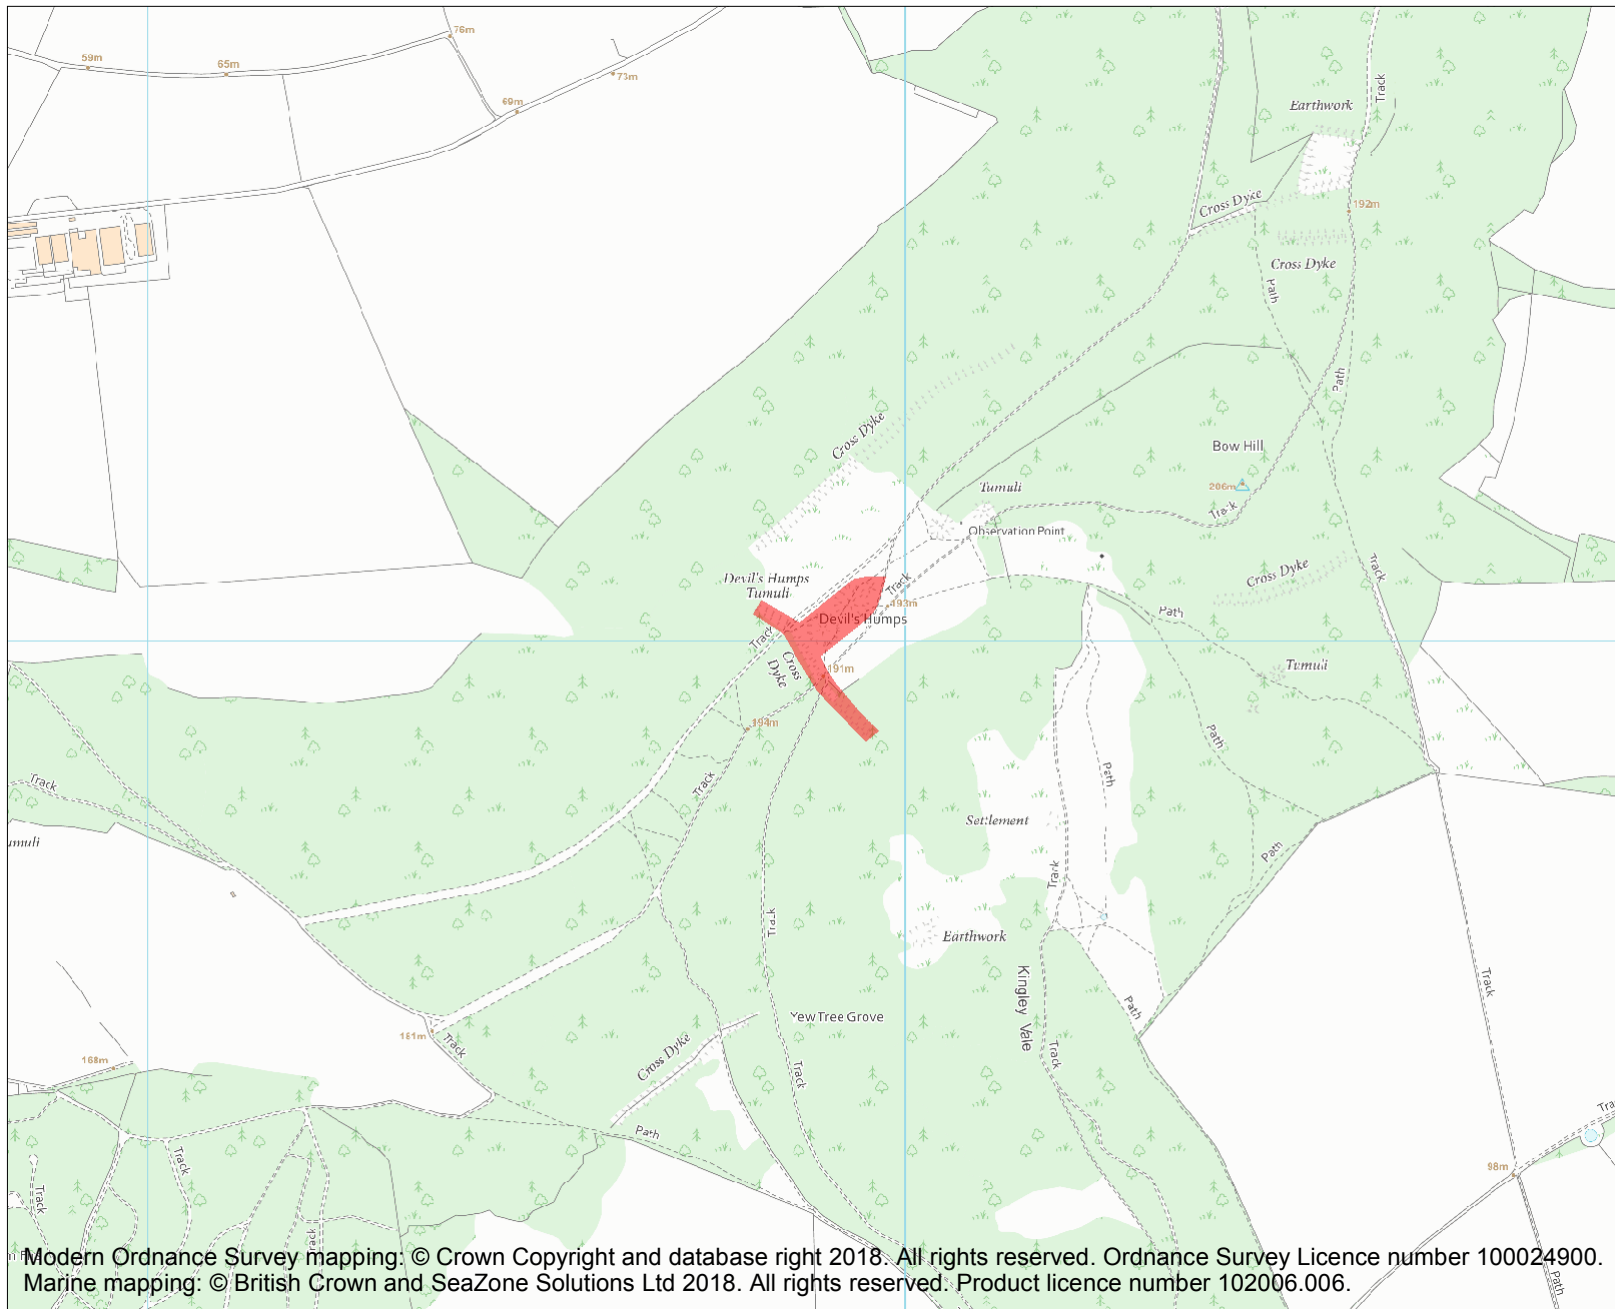 76m
59m
65m
73m
69m
Track
Earthwork
Cross Dyke
192m
Cross Dyke
Path
Path
Cross Dyke
Bow Hill
206m
Tumuli
Track
Observation Point
Devil's Humps
Tumuli
Track
193m
Devil's Humps
Cross Dyke
Track
Path
Track
Cross
Dyke
191m
Tumuli
194m
Path
Track
Path
Track
Settlement
umuli
Path
Track
Track
Earthwork
Kingley Vale
Track
Path
Yew Tree Grove
181m
Track
Cross Dyke
Track
Track
168m
Path
Tra
98m
Track
Track
Track
Path
Modern Ordnance Survey mapping: © Crown Copyright and database right 2018. All rights reserved. Ordnance Survey Licence number 100024900.
Marine mapping: © British Crown and SeaZone Solutions Ltd 2018. All rights reserved. Product licence number 102006.006.